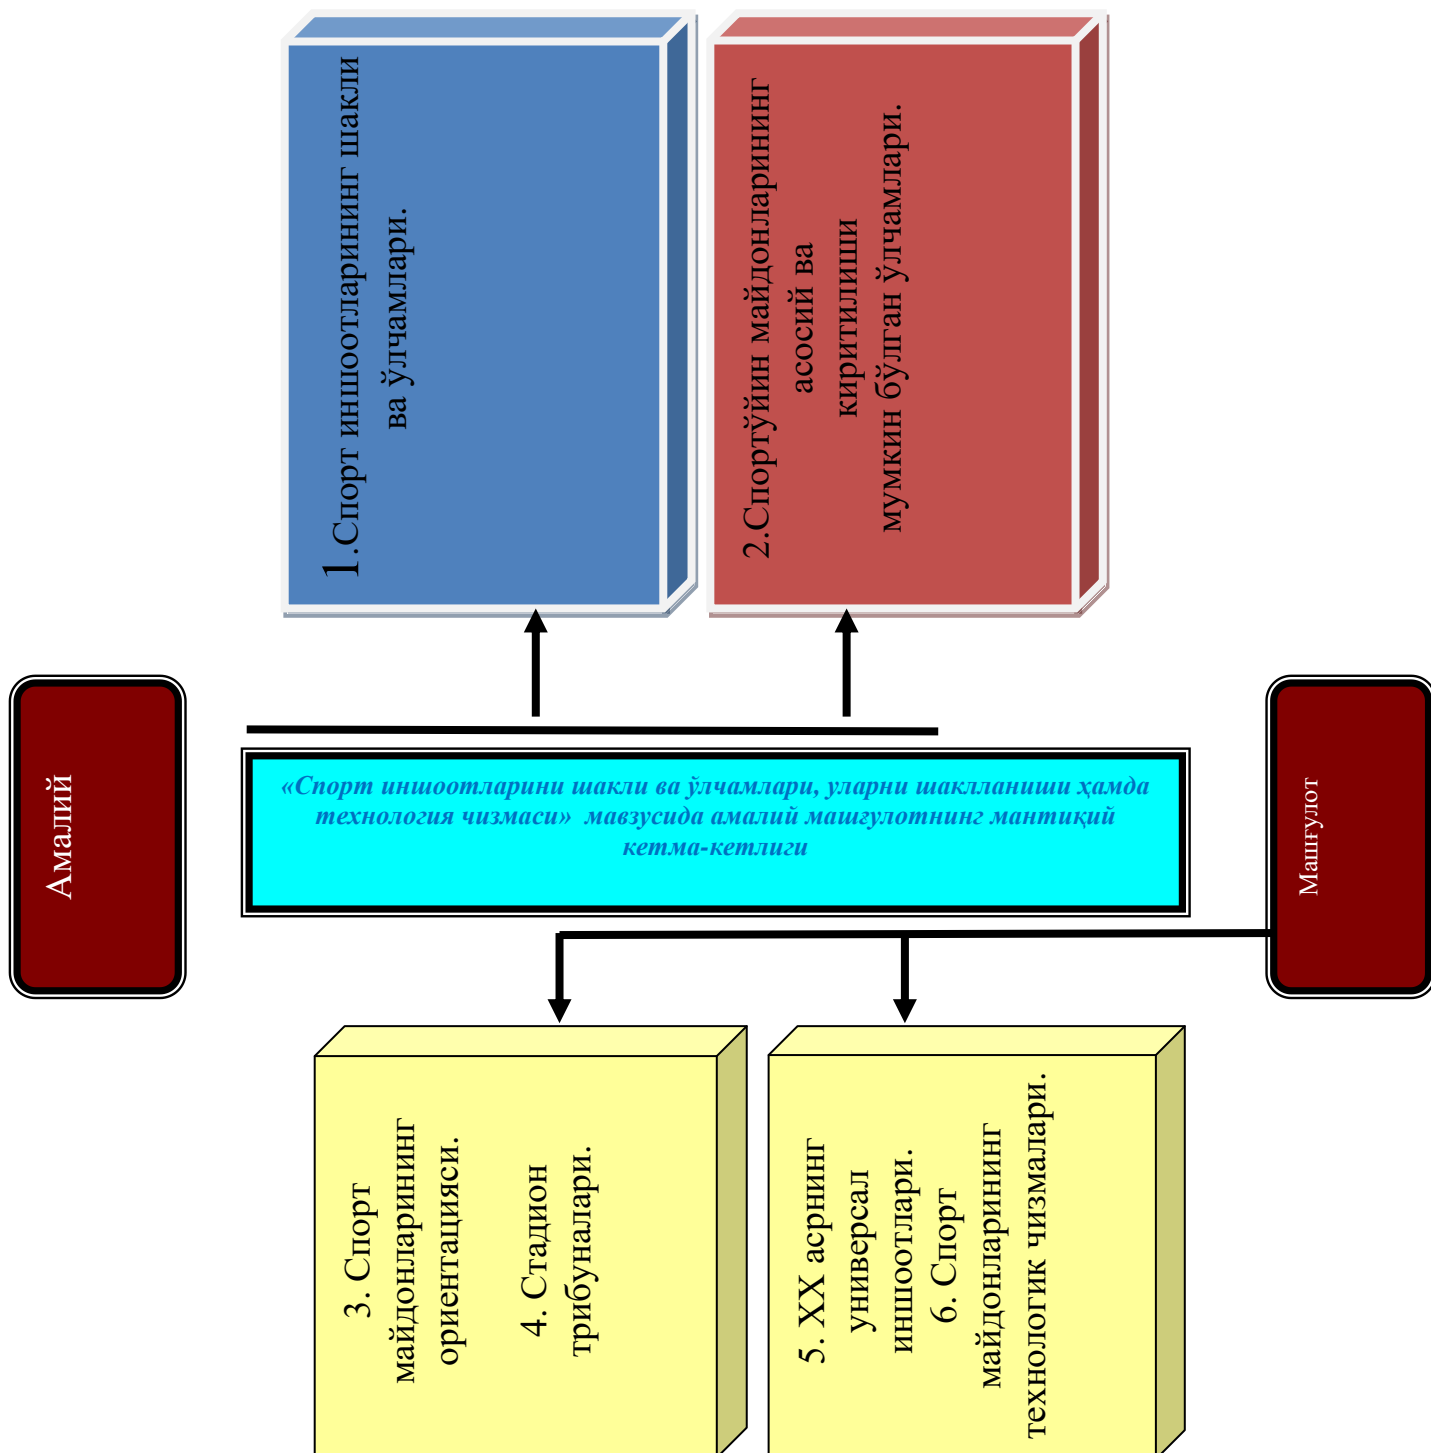 1.Спорт иншоотларининг шакли
ва ўлчамлари.
2.Спортўйин майдонларининг
асосий ва
киритилиши
мумкин бўлган ўлчамлари.
Амалий
«Спорт иншоотларини шакли ва ўлчамлари, уларни шаклланиши ҳамда
технология чизмаси» мавзусида амалий машғулотнинг мантиқий
кетма-кетлиги
Машғулот
3. Спорт
майдонларининг
ориентацияси.
4. Стадион
трибуналари.
5. XX асрнинг
универсал
иншоотлари.
6. Спорт
майдонларининг
технологик чизмалари.